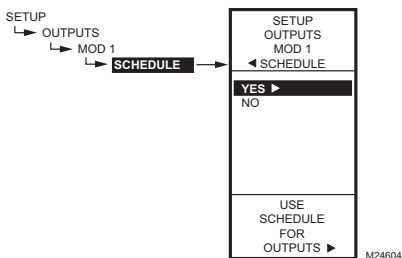 SETUP
OUTPUTS
MOD 1
SCHEDULE
SETUP
OUTPUTS
MOD 1
◄ SCHEDULE
YES ►
NO
USE
SCHEDULE
FOR
OUTPUTS ►
M24604